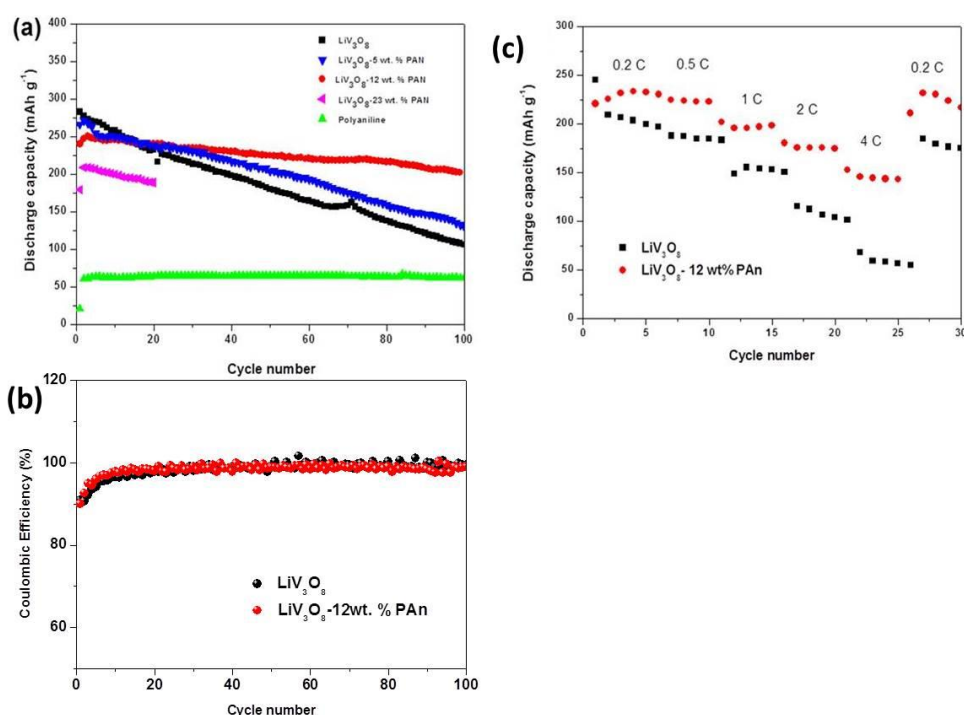 (a)
400
350
300
250
200
150
100
50
0
Discharge capacity (mAh g⁻¹)
LiV₃O₈
LiV₃O₈-5 wt. % PAN
LiV₃O₈-12 wt. % PAN
LiV₃O₈-23 wt. % PAN
Polyaniline
0 20 40 60 80 100
Cycle number
(b)
120
100
80
60
Coulombic Efficiency (%)
LiV₃O₈
LiV₃O₈-12wt. % PAn
0 20 40 60 80 100
Cycle number
(c)
300
250
200
150
100
50
0
Discharge capacity (mAh g⁻¹)
0.2 C
0.5 C
1 C
2 C
4 C
0.2 C
LiV₃O₈
LiV₃O₈- 12 wt% PAn
0 5 10 15 20 25 30
Cycle number